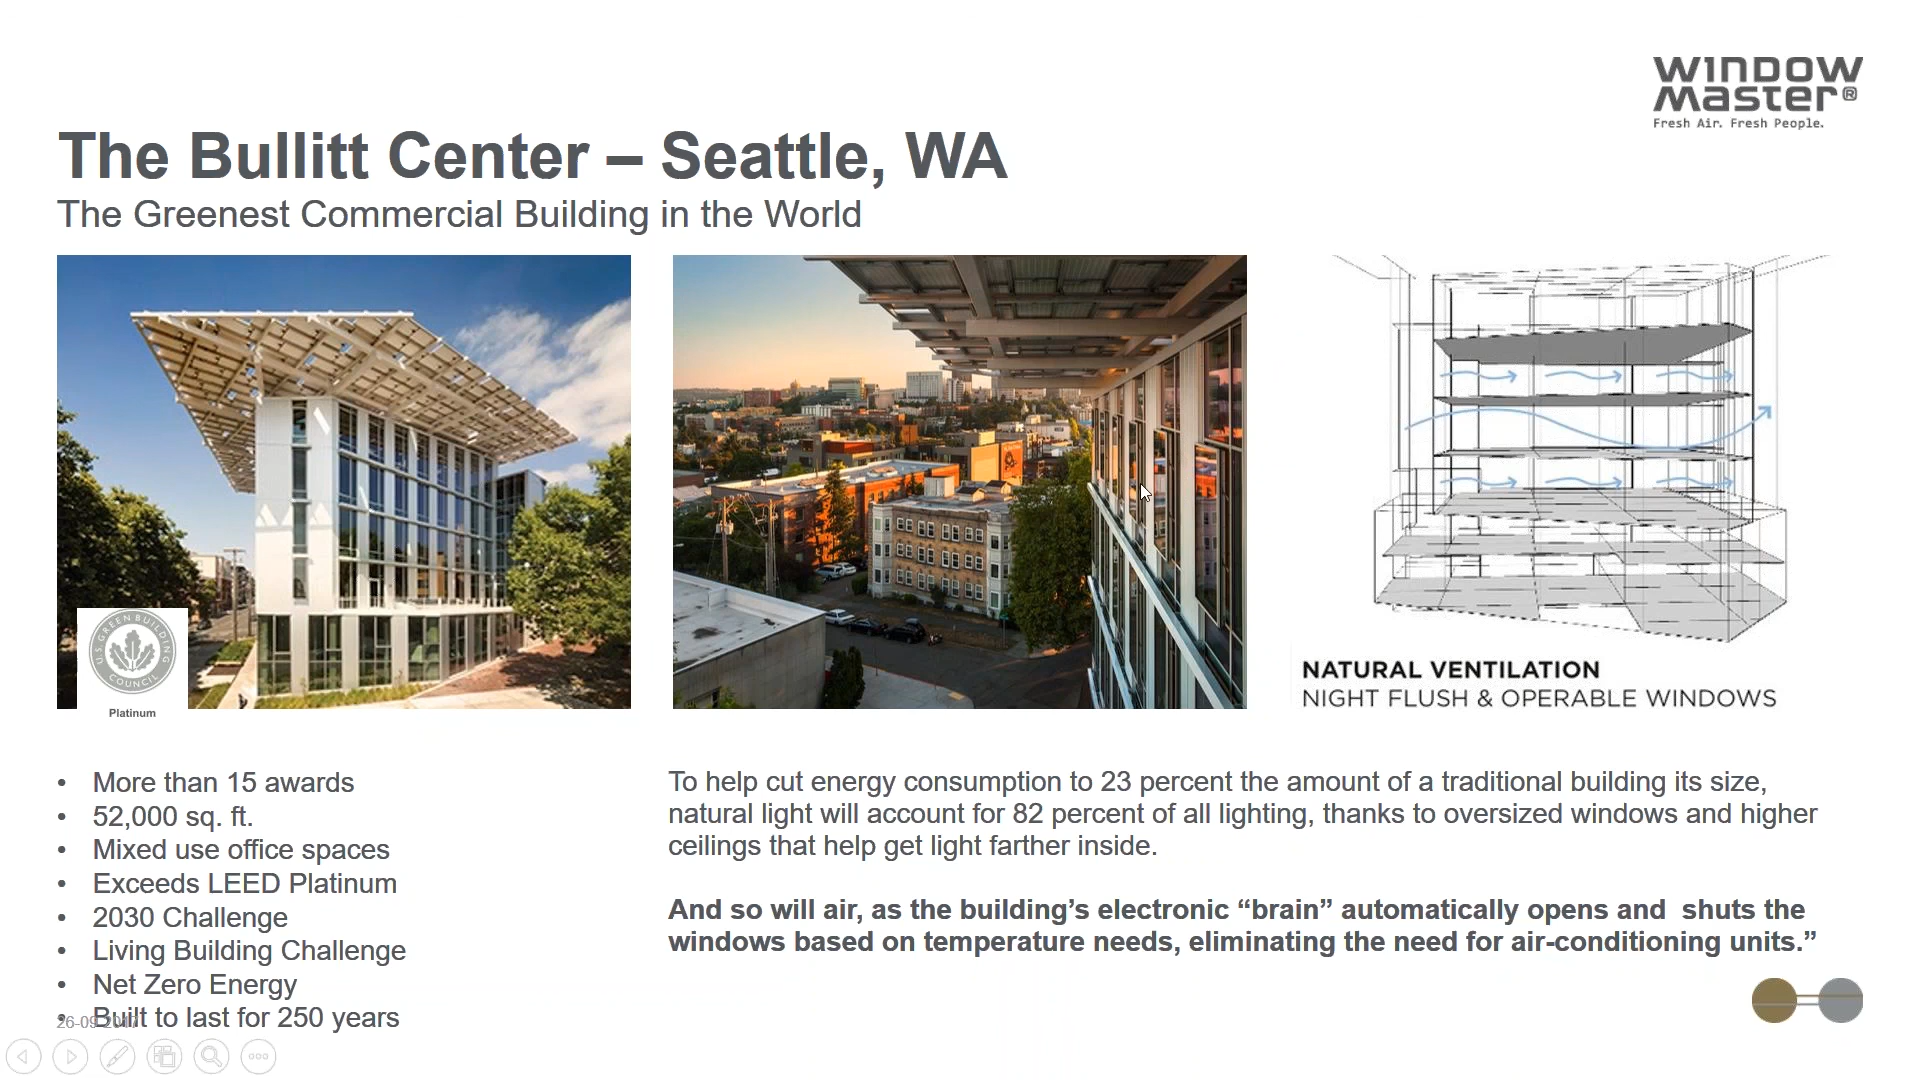 WINDOW
Master®
Fresh Air. Fresh People.
The Bullitt Center – Seattle, WA
The Greenest Commercial Building in the World
U.S. GREEN BUILDING COUNCIL
Platinum
NATURAL VENTILATION
NIGHT FLUSH & OPERABLE WINDOWS
• More than 15 awards
• 52,000 sq. ft.
• Mixed use office spaces
• Exceeds LEED Platinum
• 2030 Challenge
• Living Building Challenge
• Net Zero Energy
• Built to last for 250 years
26-09-2017
To help cut energy consumption to 23 percent the amount of a traditional building its size,
natural light will account for 82 percent of all lighting, thanks to oversized windows and higher
ceilings that help get light farther inside.
And so will air, as the building’s electronic “brain” automatically opens and  shuts the
windows based on temperature needs, eliminating the need for air-conditioning units.”